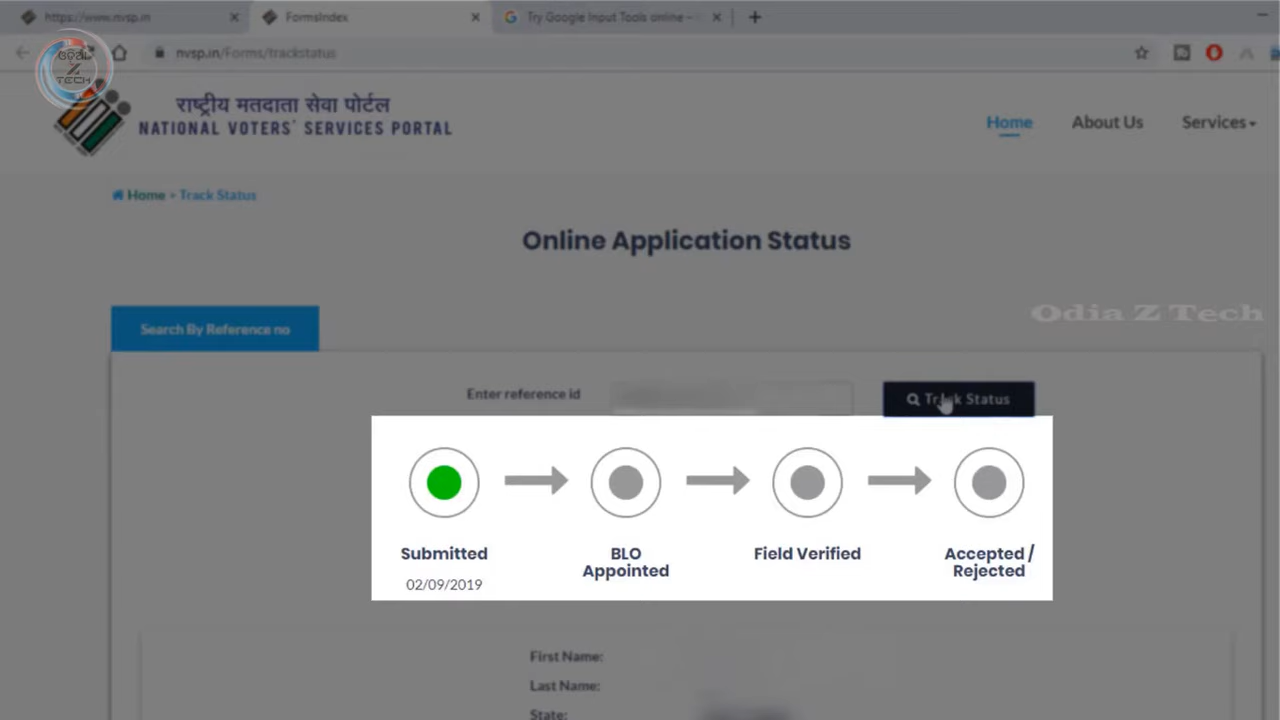 https://www.nvsp.in
FormsIndex
Try Google Input Tools online –
nvsp.in/Forms/trackstatus
ODIA
Z
TECH
राष्ट्रीय मतदाता सेवा पोर्टल
NATIONAL VOTERS' SERVICES PORTAL
Home
About Us
Services
Home > Track Status
Online Application Status
Odia Z Tech
Search By Reference no
Enter reference id
Track Status
Submitted
BLO
Appointed
Field Verified
Accepted /
Rejected
02/09/2019
First Name:
Last Name:
State: